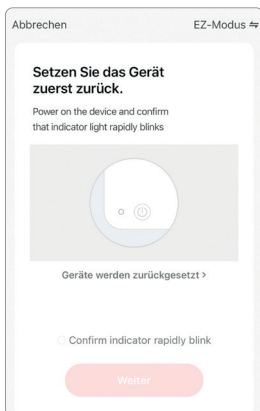 Abbrechen EZ-Modus ⇋
Setzen Sie das Gerät
zuerst zurück.
Power on the device and confirm
that indicator light rapidly blinks
Geräte werden zurückgesetzt >
Confirm indicator rapidly blink
Weiter